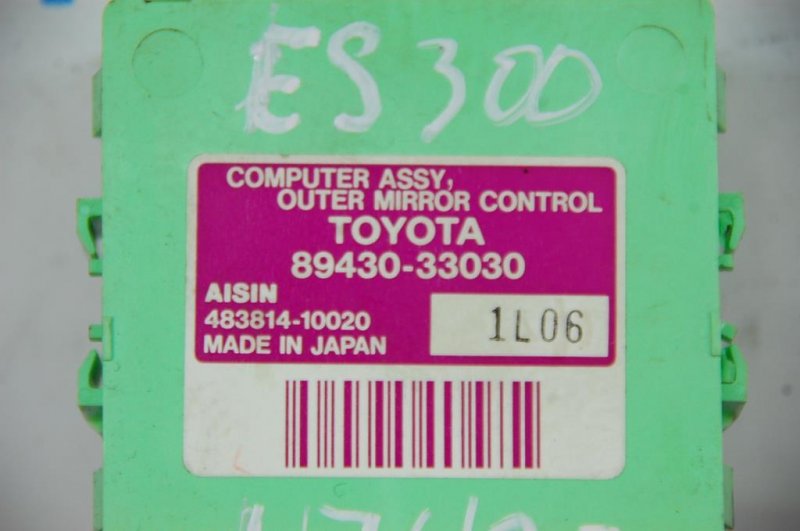 ES300
COMPUTER ASSY,
OUTER MIRROR CONTROL
TOYOTA
89430-33030
AISIN
483814-10020
1L06
MADE IN JAPAN